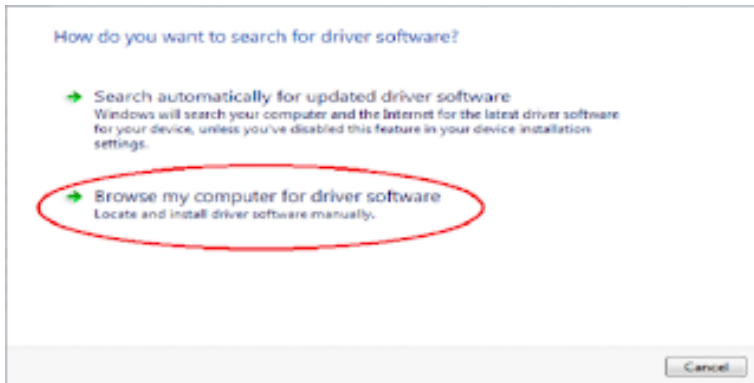 How do you want to search for driver software?
Search automatically for updated driver software
Windows will search your computer and the Internet for the latest driver software
for your device, unless you've disabled this feature in your device installation
settings.
Browse my computer for driver software
Locate and install driver software manually.
Cancel